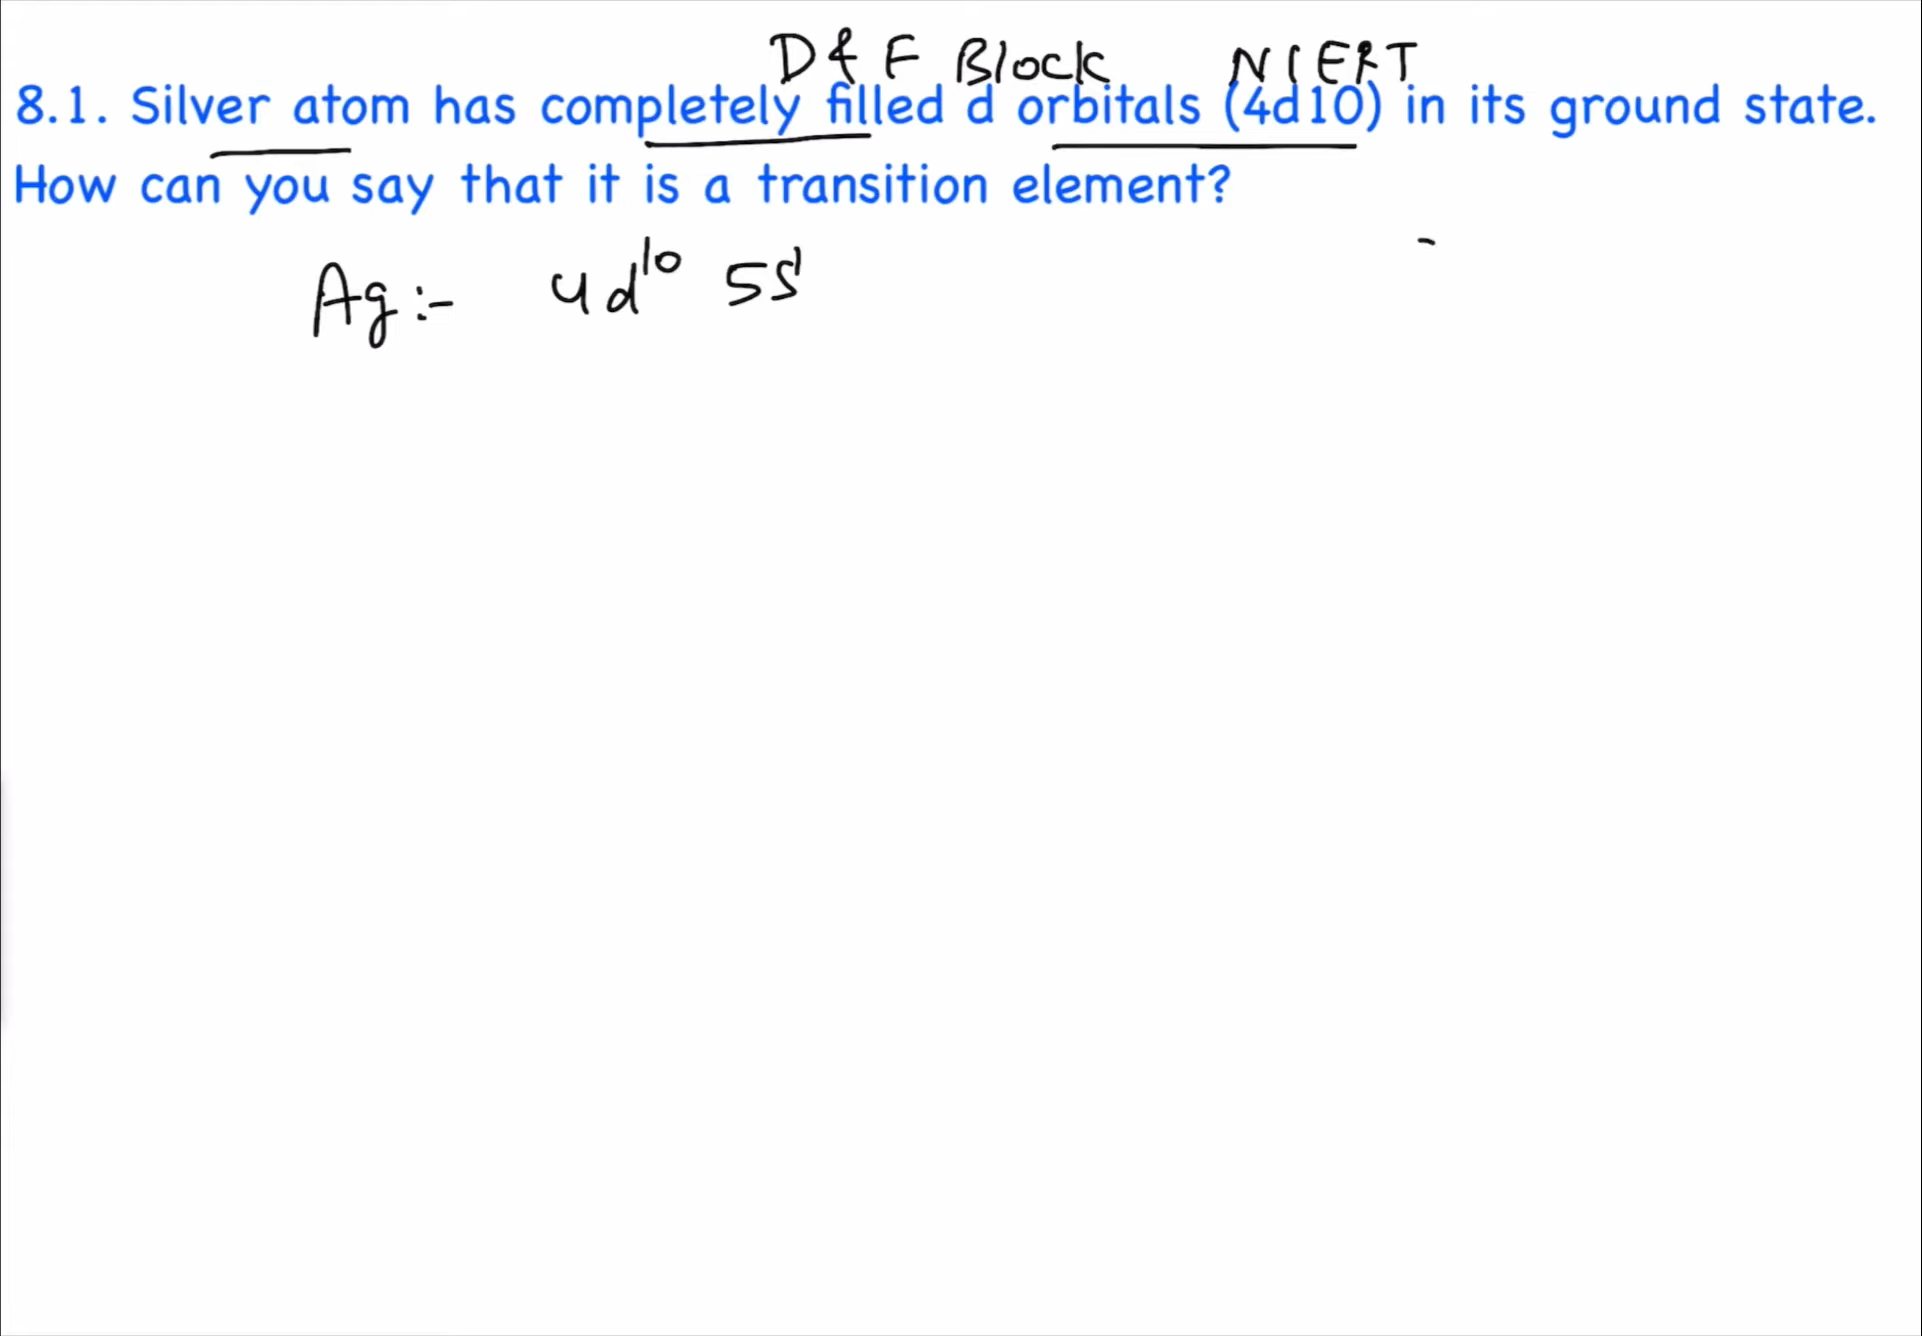 D & F Block NCERT
8.1. Silver atom has completely filled d orbitals (4d10) in its ground state.
How can you say that it is a transition element?
Ag:- 4d¹⁰ 5s¹